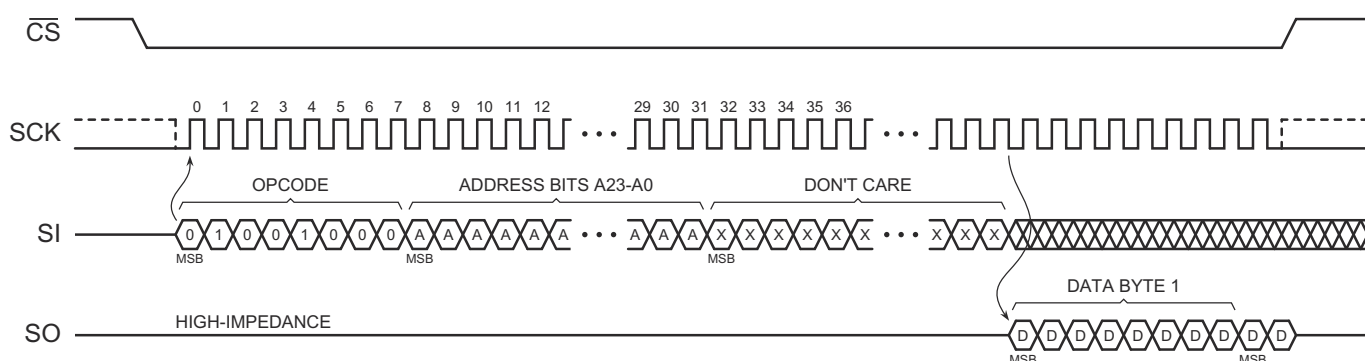 CS
0 1 2 3 4 5 6 7 8 9 10 11 12 29 30 31 32 33 34 35 36
SCK • • • • • •
OPCODE ADDRESS BITS A23-A0 DON'T CARE
SI 0 1 0 0 1 0 0 0 A A A A A A • • • A A A X X X X X X • • • X X X
MSB MSB MSB
DATA BYTE 1
HIGH-IMPEDANCE
SO D D D D D D D D D D
MSB MSB